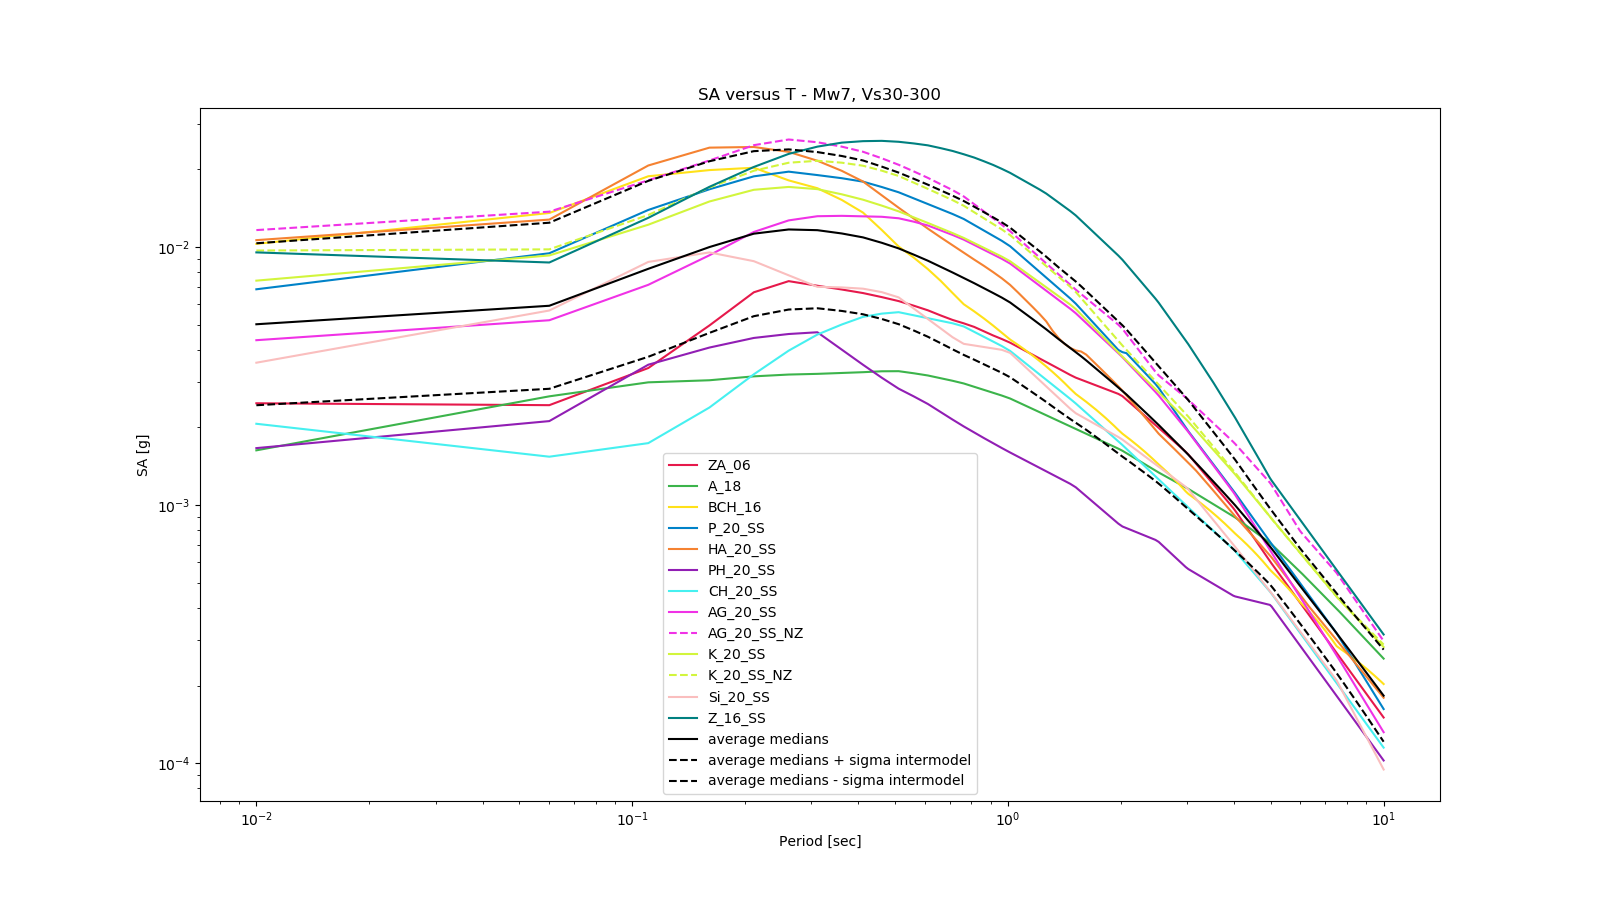 SA versus T - Mw7, Vs30-300
SA [g]
10⁻²
10⁻³
10⁻⁴
ZA_06
A_18
BCH_16
P_20_SS
HA_20_SS
PH_20_SS
CH_20_SS
AG_20_SS
AG_20_SS_NZ
K_20_SS
K_20_SS_NZ
Si_20_SS
Z_16_SS
average medians
average medians + sigma intermodel
average medians - sigma intermodel
10⁻² 10⁻¹ 10⁰ 10¹
Period [sec]